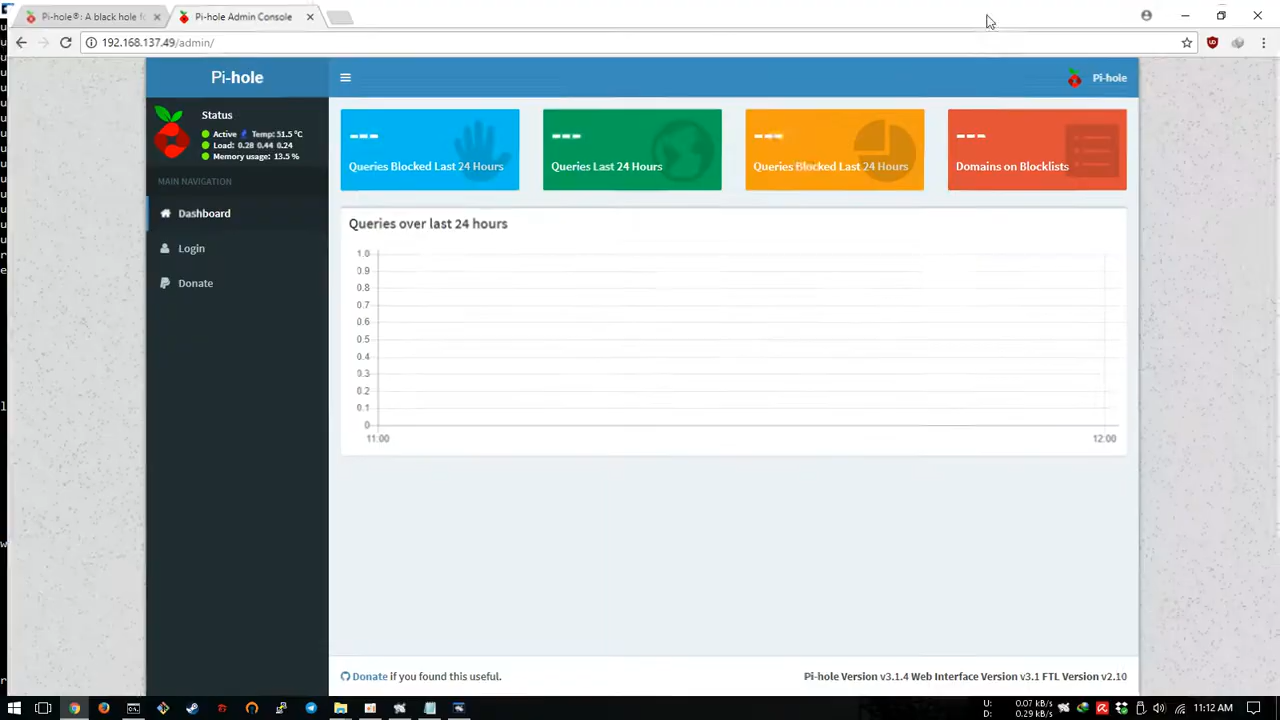 Pi-hole®: A black hole fo
Pi-hole Admin Console
192.168.137.49/admin/
Pi-hole
Pi-hole
Status
Active Temp: 51.5 °C
Load: 0.28 0.44 0.24
Memory usage: 13.5 %
MAIN NAVIGATION
Dashboard
Login
Donate
---
Queries Blocked Last 24 Hours
---
Queries Last 24 Hours
---
Queries Blocked Last 24 Hours
---
Domains on Blocklists
Queries over last 24 hours
1.0
0.9
0.8
0.7
0.6
0.5
0.4
0.3
0.2
0.1
0
11:00
12:00
Donate if you found this useful.
Pi-hole Version v3.1.4 Web Interface Version v3.1 FTL Version v2.10
U: 0.07 kB/s
D: 0.29 kB/s
11:12 AM